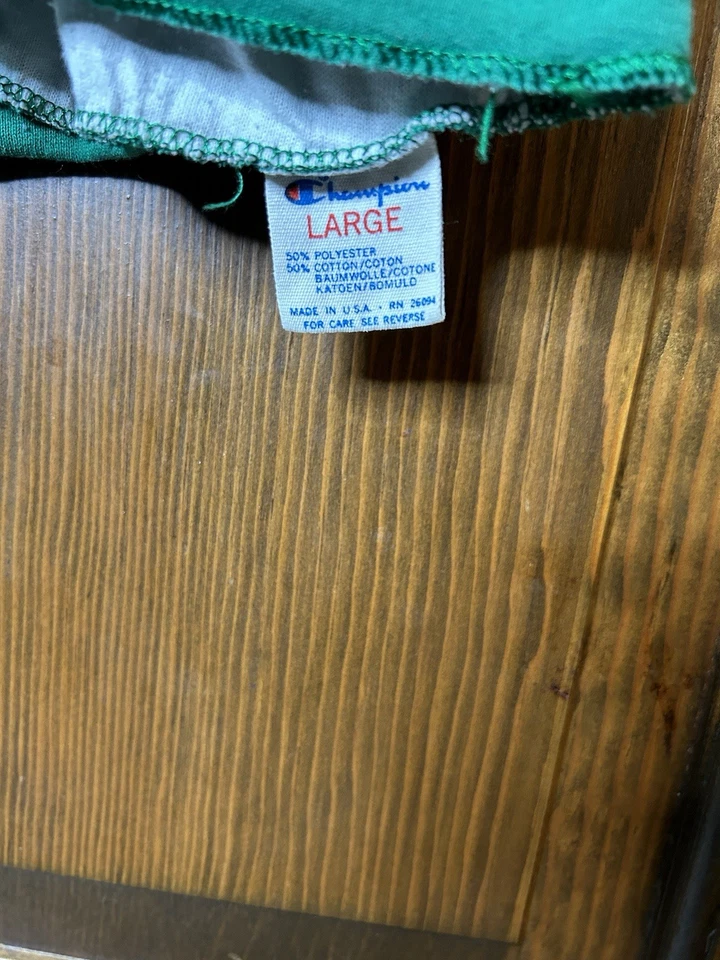 Champion
LARGE
50% POLYESTER
50% COTTON/COTON
BAUMWOLLE/COTONE
KATOEN/BOMULD
MADE IN U.S.A. • RN 26094
FOR CARE SEE REVERSE